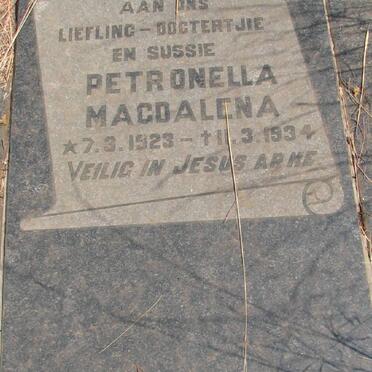 AAN ONS
LIEFLING-DOGTERTJIE
EN SUSSIE
PETRONELLA
MAGDALENA
*7.3.1923 - †11.3.1934
VEILIG IN JESUS ARME